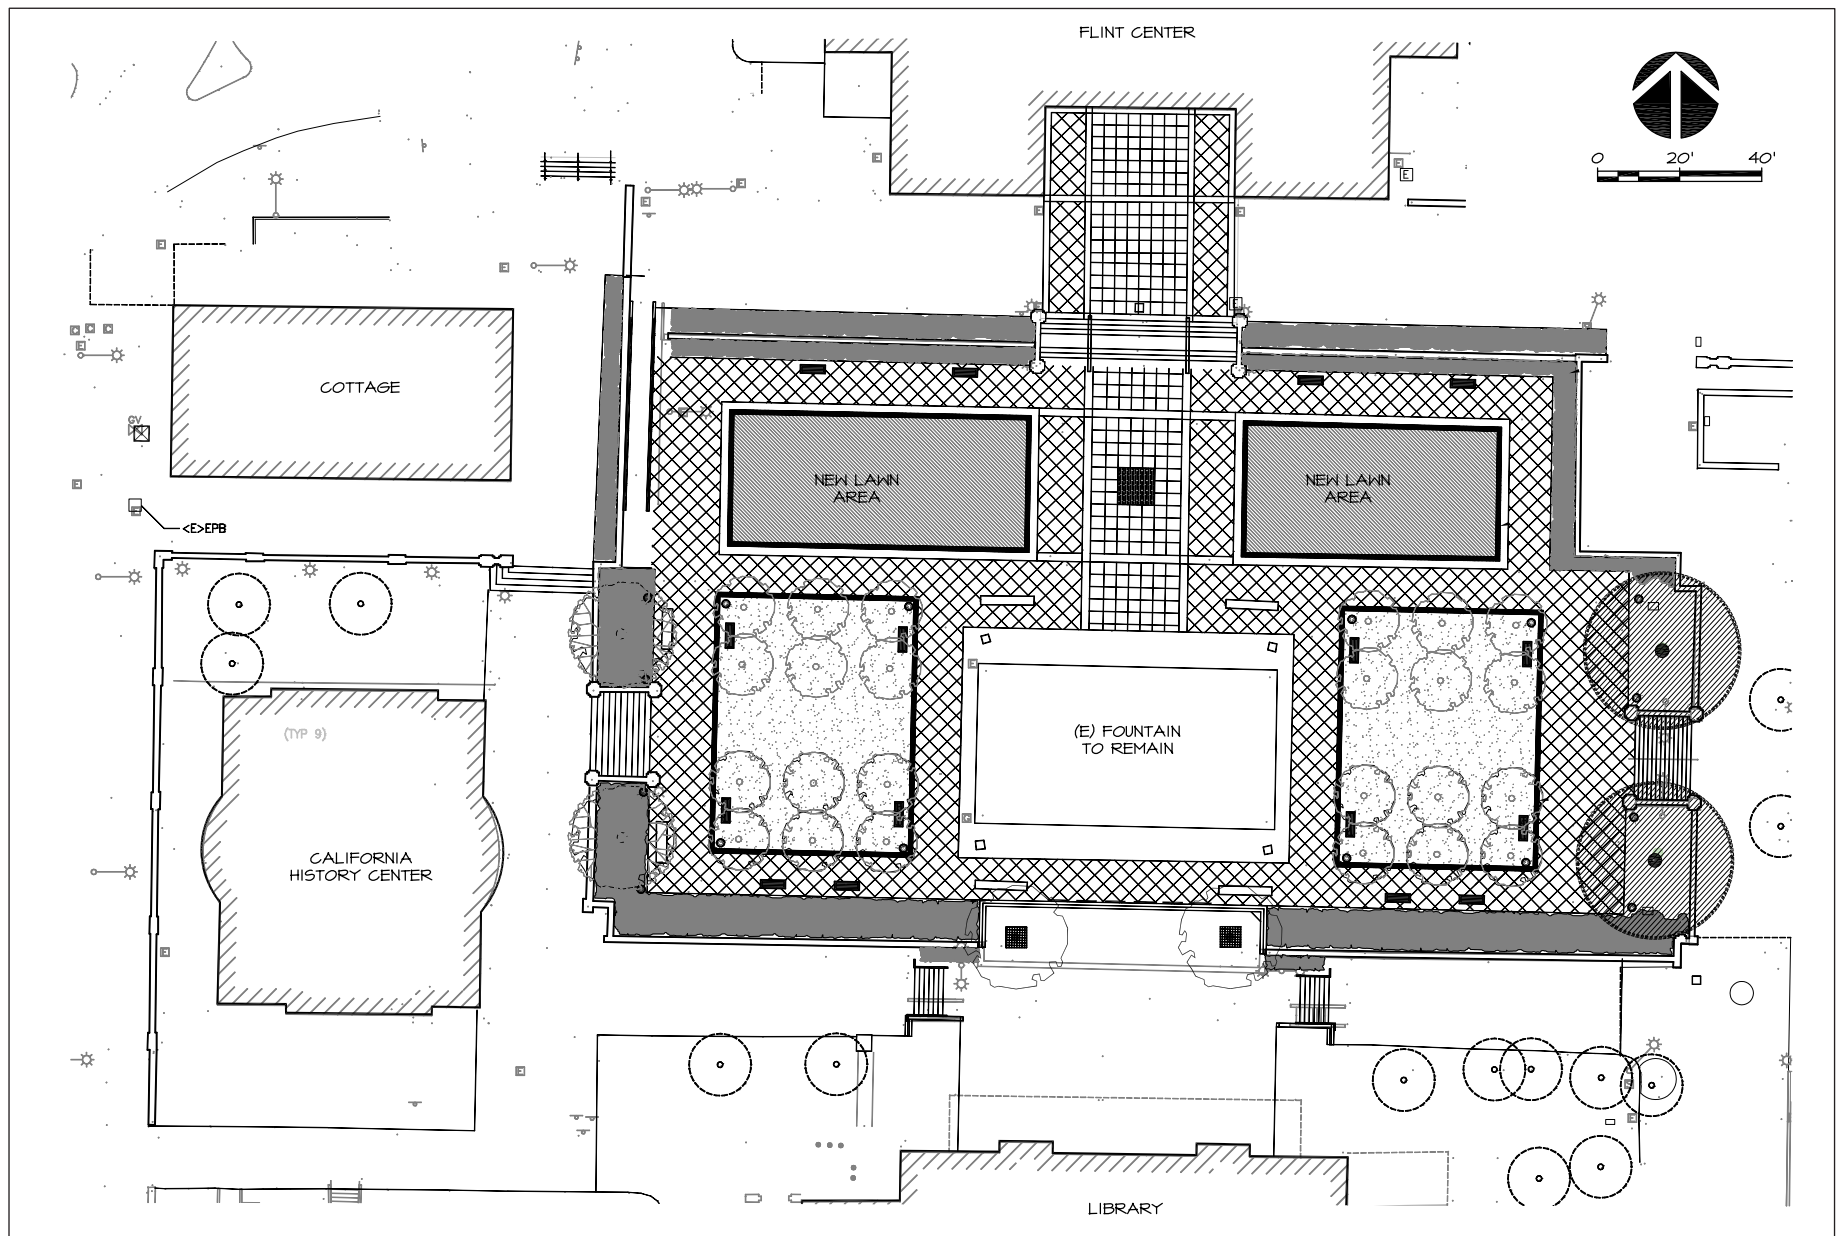 FLINT CENTER
0 20' 40'
COTTAGE
GV
<E>EPB
NEW LAWN
AREA
NEW LAWN
AREA
(TYP 9)
(E) FOUNTAIN
TO REMAIN
CALIFORNIA
HISTORY CENTER
LIBRARY